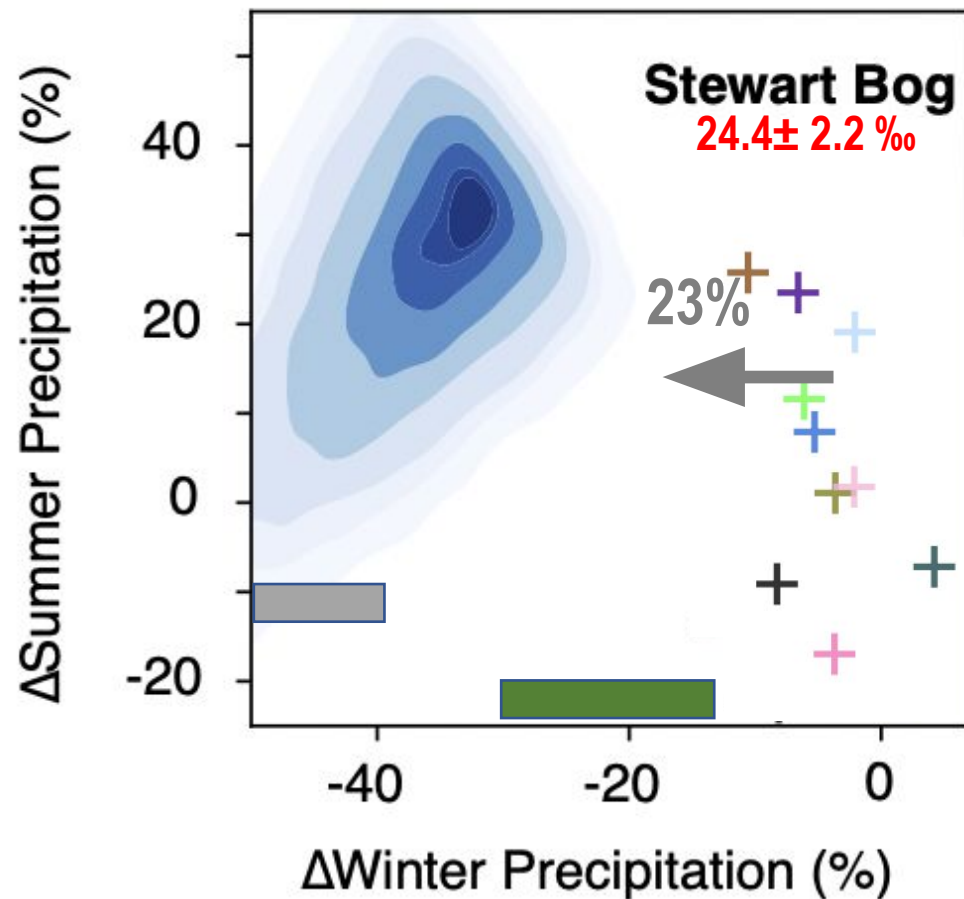 Stewart Bog
24.4± 2.2 ‰
23%
ΔSummer Precipitation (%)
40
20
0
-20
-40
-20
0
ΔWinter Precipitation (%)